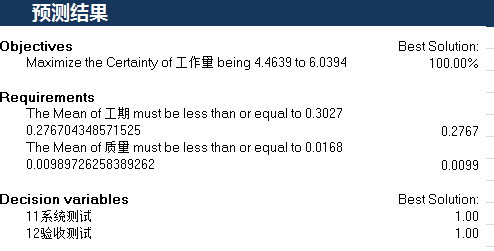 预测结果
Objectives Best Solution:
Maximize the Certainty of 工作量 being 4.4639 to 6.0394 100.00%
Requirements
The Mean of 工期 must be less than or equal to 0.3027
0.276704348571525 0.2767
The Mean of 质量 must be less than or equal to 0.0168
0.00989726258389262 0.0099
Decision variables Best Solution:
11系统测试 1.00
12验收测试 1.00